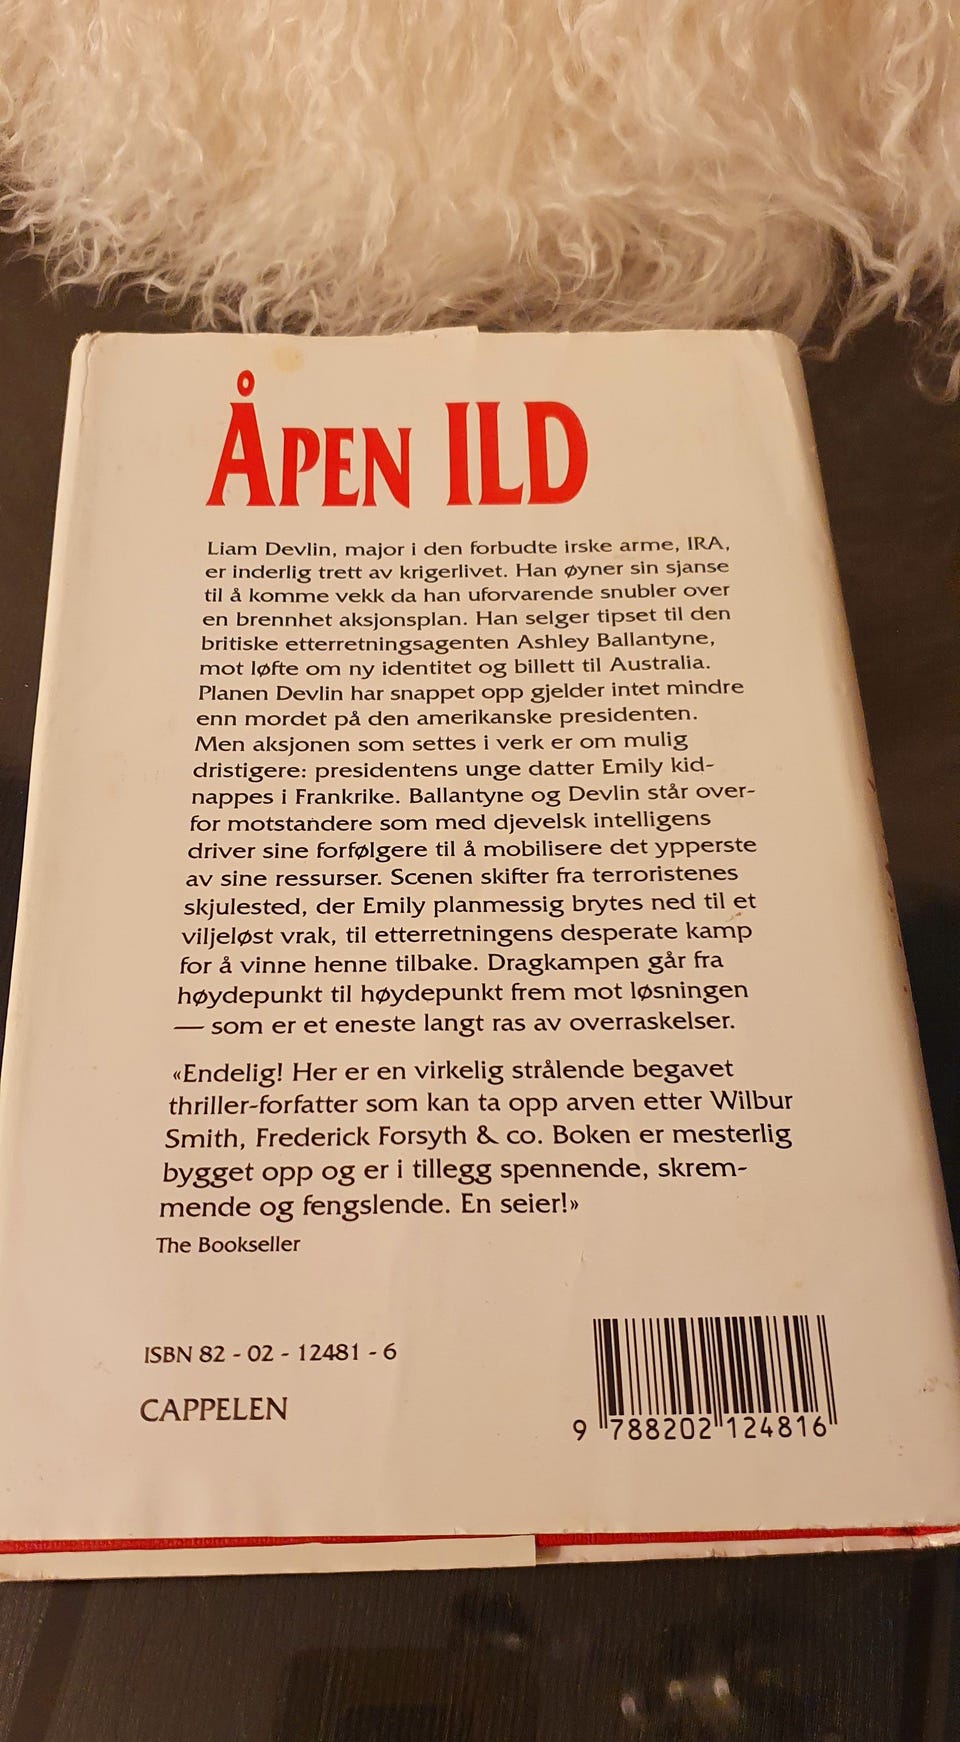 ÅPEN ILD
Liam Devlin, major i den forbudte irske arme, IRA,
er inderlig trett av krigerlivet. Han øyner sin sjanse
til å komme vekk da han uforvarende snubler over
en brennhet aksjonsplan. Han selger tipset til den
britiske etterretningsagenten Ashley Ballantyne,
mot løfte om ny identitet og billett til Australia.
Planen Devlin har snappet opp gjelder intet mindre
enn mordet på den amerikanske presidenten.
Men aksjonen som settes i verk er om mulig
dristigere: presidentens unge datter Emily kid-
nappes i Frankrike. Ballantyne og Devlin står over-
for motstandere som med djevelsk intelligens
driver sine forfølgere til å mobilisere det ypperste
av sine ressurser. Scenen skifter fra terroristenes
skjulested, der Emily planmessig brytes ned til et
viljeløst vrak, til etterretningens desperate kamp
for å vinne henne tilbake. Dragkampen går fra
høydepunkt til høydepunkt frem mot løsningen
— som er et eneste langt ras av overraskelser.
«Endelig! Her er en virkelig strålende begavet
thriller-forfatter som kan ta opp arven etter Wilbur
Smith, Frederick Forsyth & co. Boken er mesterlig
bygget opp og er i tillegg spennende, skrem-
mende og fengslende. En seier!»
The Bookseller
ISBN 82 - 02 - 12481 - 6
CAPPELEN
9 788202 124816